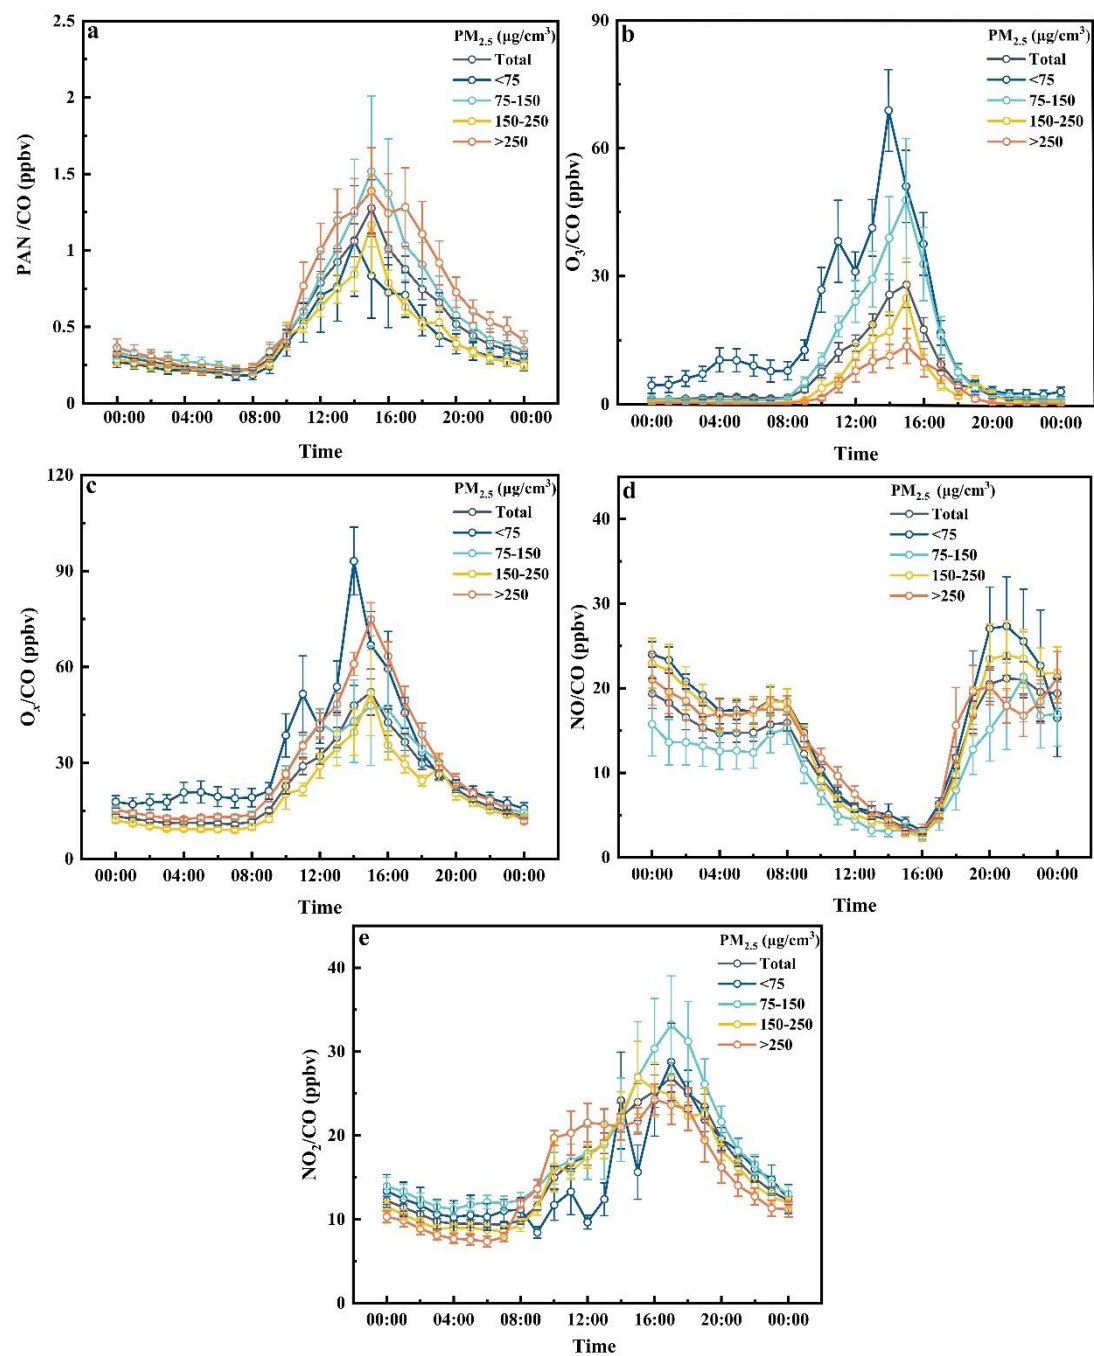 a
PM2.5 (μg/cm3)
Total
<75
75-150
150-250
>250
2.5
2
1.5
1
0.5
0
PAN /CO (ppbv)
00:00 04:00 08:00 12:00 16:00 20:00 00:00
Time
b
PM2.5 (μg/cm3)
Total
<75
75-150
150-250
>250
90
60
30
0
O3/CO (ppbv)
00:00 04:00 08:00 12:00 16:00 20:00 00:00
Time
c
PM2.5 (μg/cm3)
Total
<75
75-150
150-250
>250
120
90
60
30
0
Ox/CO (ppbv)
00:00 04:00 08:00 12:00 16:00 20:00 00:00
Time
d
PM2.5 (μg/cm3)
Total
<75
75-150
150-250
>250
40
30
20
10
0
NO/CO (ppbv)
00:00 04:00 08:00 12:00 16:00 20:00 00:00
Time
e
PM2.5 (μg/cm3)
Total
<75
75-150
150-250
>250
40
30
20
10
0
NO2/CO (ppbv)
00:00 04:00 08:00 12:00 16:00 20:00 00:00
Time